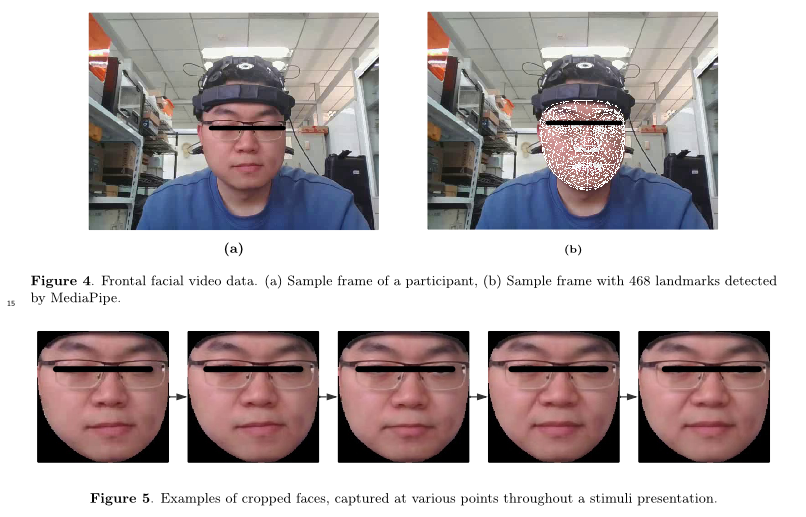 (a)
(b)
Figure 4. Frontal facial video data. (a) Sample frame of a participant, (b) Sample frame with 468 landmarks detected
by MediaPipe.
15
Figure 5. Examples of cropped faces, captured at various points throughout a stimuli presentation.